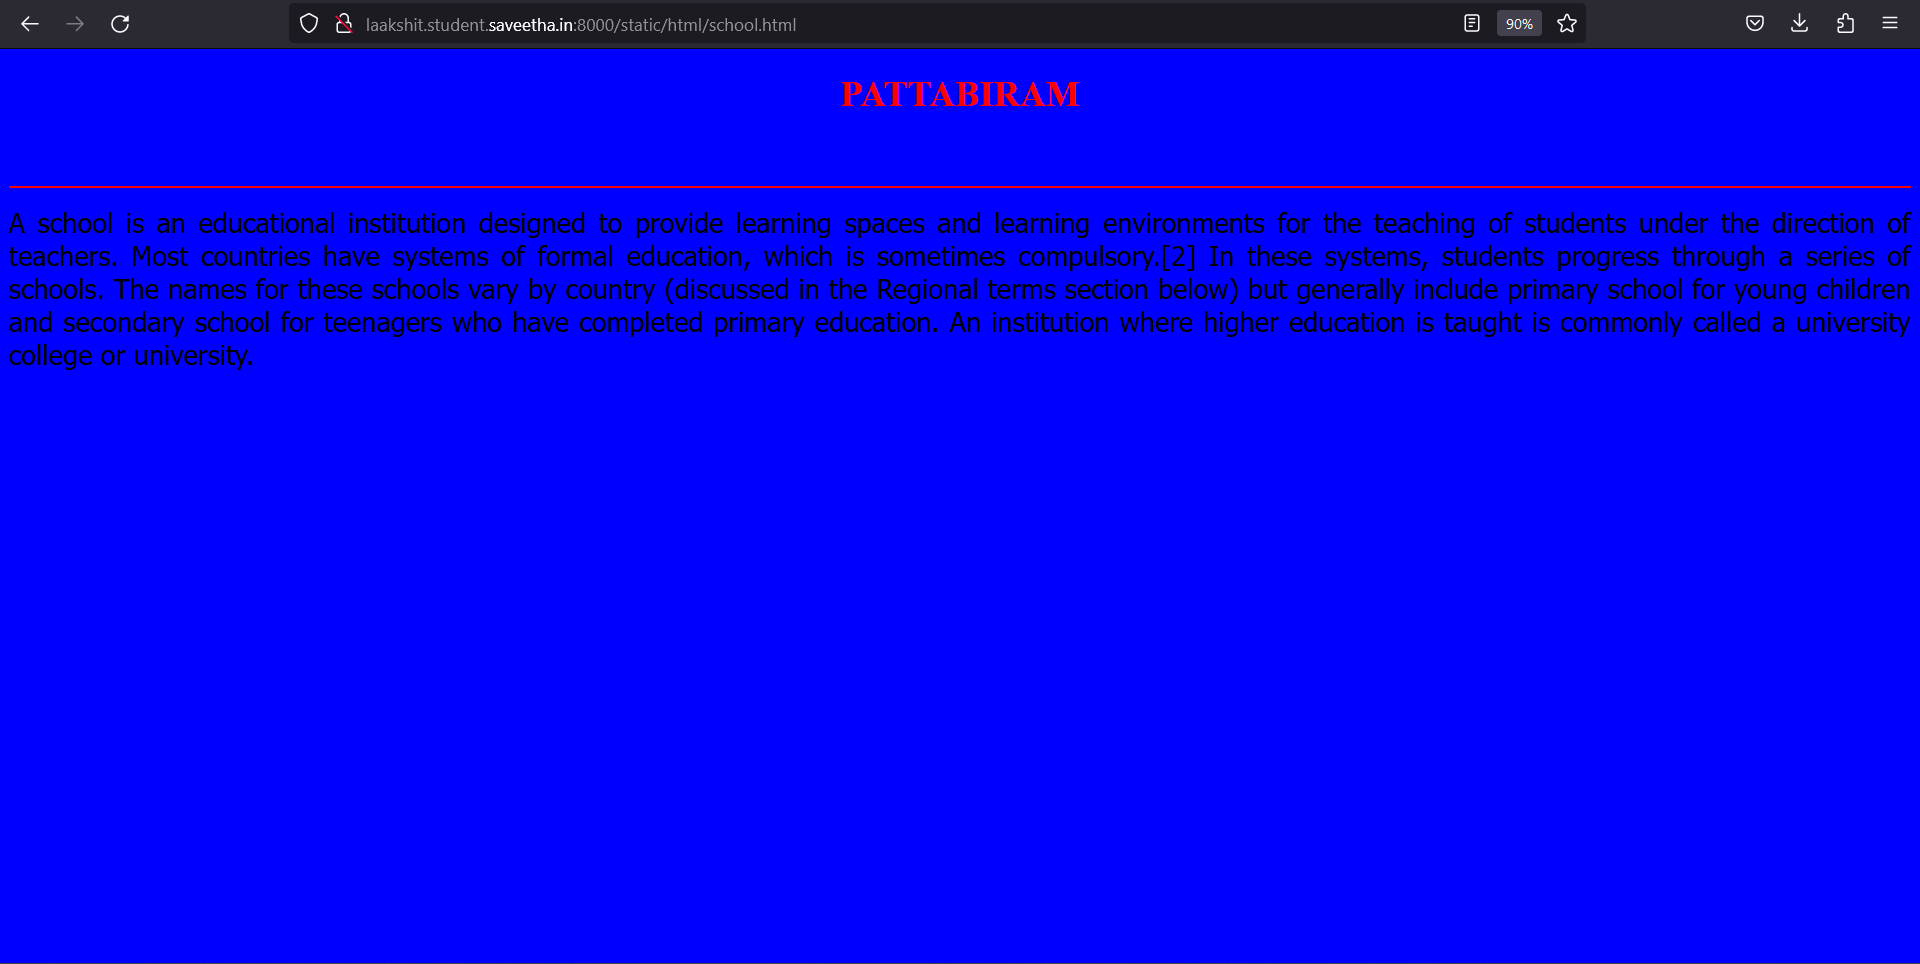 laakshit.student.saveetha.in:8000/static/html/school.html
90%
PATTABIRAM
A school is an educational institution designed to provide learning spaces and learning environments for the teaching of students under the direction of
teachers. Most countries have systems of formal education, which is sometimes compulsory.[2] In these systems, students progress through a series of
schools. The names for these schools vary by country (discussed in the Regional terms section below) but generally include primary school for young children
and secondary school for teenagers who have completed primary education. An institution where higher education is taught is commonly called a university
college or university.